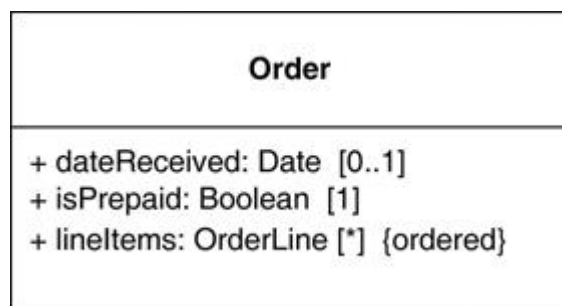 Order
+ dateReceived: Date [0..1]
+ isPrepaid: Boolean [1]
+ lineItems: OrderLine [*] {ordered}